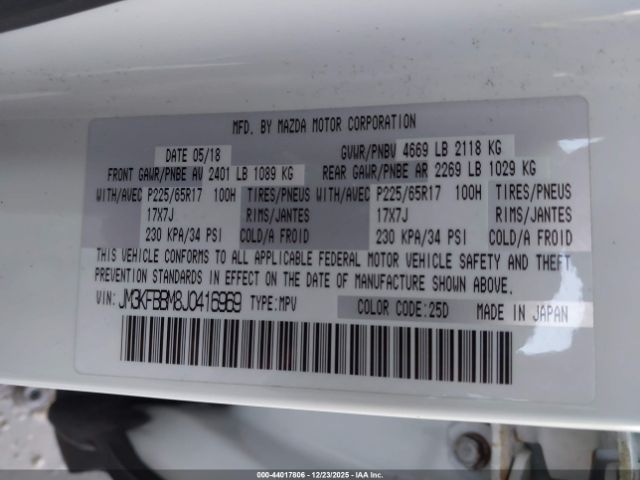 MFD. BY MAZDA MOTOR CORPORATION
DATE 05/18 GVWR/PNBV 4669 LB 2118 KG
FRONT GAWR/PNBE AV 2401 LB 1089 KG REAR GAWR/PNBE AR 2269 LB 1029 KG
WITH/AVEC P225/65R17 100H TIRES/PNEUS WITH/AVEC P225/65R17 100H TIRES/PNEUS
17X7J RIMS/JANTES 17X7J RIMS/JANTES
230 KPA/34 PSI COLD/A FROID 230 KPA/34 PSI COLD/A FROID
THIS VEHICLE CONFORMS TO ALL APPLICABLE FEDERAL MOTOR VEHICLE SAFETY AND THEFT
PREVENTION STANDARDS IN EFFECT ON THE DATE OF MANUFACTURE SHOWN ABOVE.
VIN: JM3KFBBM8J0416969 TYPE:MPV COLOR CODE:25D MADE IN JAPAN
000-44017806 - 12/23/2025 - IAAI.CA